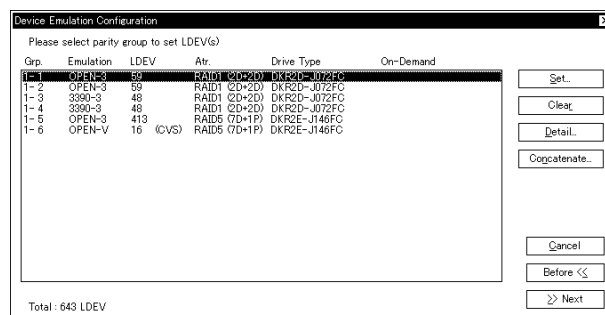 Device Emulation Configuration
Please select parity group to set LDEV(s)
Grp. Emulation LDEV Atr. Drive Type On-Demand
1- 1 OPEN-3 59 RAID1 (2D+2D) DKR2D-J072FC
1- 2 OPEN-3 59 RAID1 (2D+2D) DKR2D-J072FC
1- 3 3390-3 48 RAID1 (2D+2D) DKR2D-J072FC
1- 4 3390-3 48 RAID1 (2D+2D) DKR2D-J072FC
1- 5 OPEN-3 413 RAID5 (7D+1P) DKR2E-J146FC
1- 6 OPEN-V 16 (CVS) RAID5 (7D+1P) DKR2E-J146FC
Set...
Clear
Detail...
Concatenate...
Cancel
Before <<
>> Next
Total : 643 LDEV